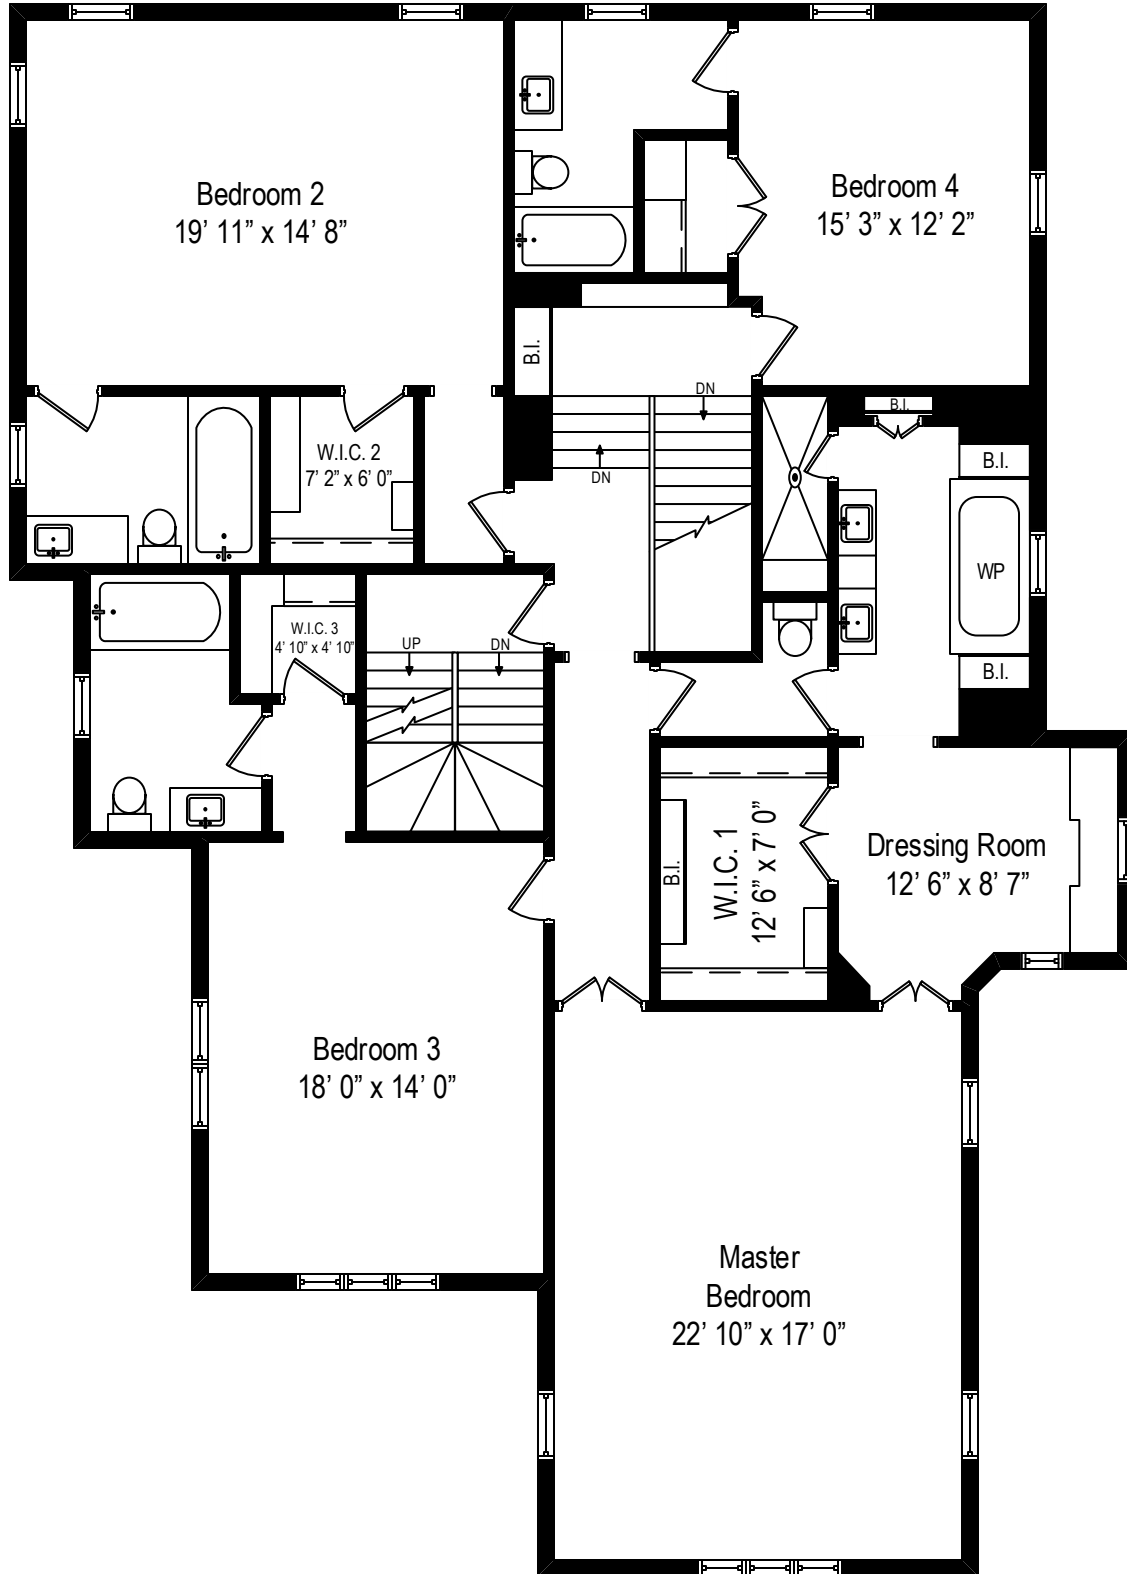 Bedroom 2
19’ 11” x 14’ 8”
Bedroom 4
15’ 3” x 12’ 2”
B.I.
DN
DN
B.I.
B.I.
W.I.C. 2
7’ 2” x 6’ 0”
WP
W.I.C. 3
4’ 10” x 4’ 10”
UP
DN
B.I.
B.I.
W.I.C. 1
12’ 6” x 7’ 0”
Dressing Room
12’ 6” x 8’ 7”
Bedroom 3
18’ 0” x 14’ 0”
Master
Bedroom
22’ 10” x 17’ 0”